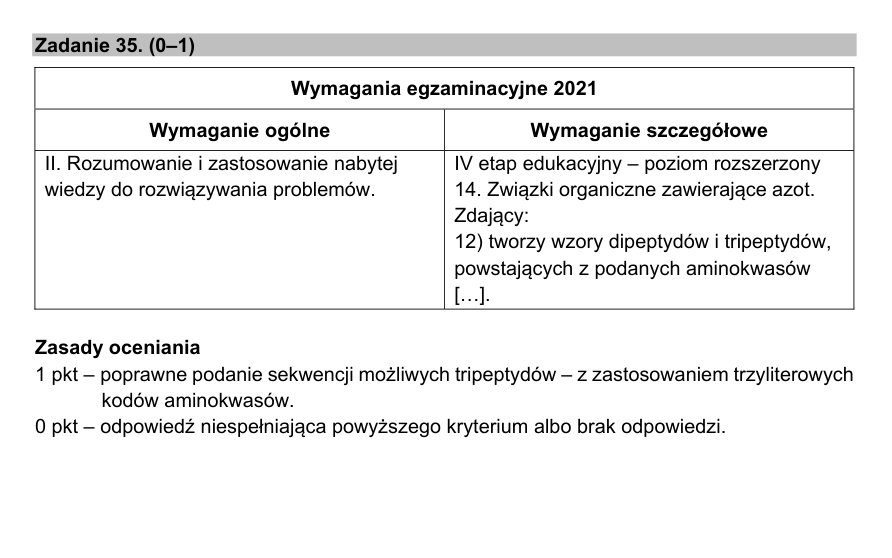 Zadanie 35. (0–1)
Wymagania egzaminacyjne 2021
Wymaganie ogólne
Wymaganie szczegółowe
II. Rozumowanie i zastosowanie nabytej
wiedzy do rozwiązywania problemów.
IV etap edukacyjny – poziom rozszerzony
14. Związki organiczne zawierające azot.
Zdający:
12) tworzy wzory dipeptydów i tripeptydów,
powstających z podanych aminokwasów
[…].
Zasady oceniania
1 pkt – poprawne podanie sekwencji możliwych tripeptydów – z zastosowaniem trzyliterowych
kodów aminokwasów.
0 pkt – odpowiedź niespełniająca powyższego kryterium albo brak odpowiedzi.